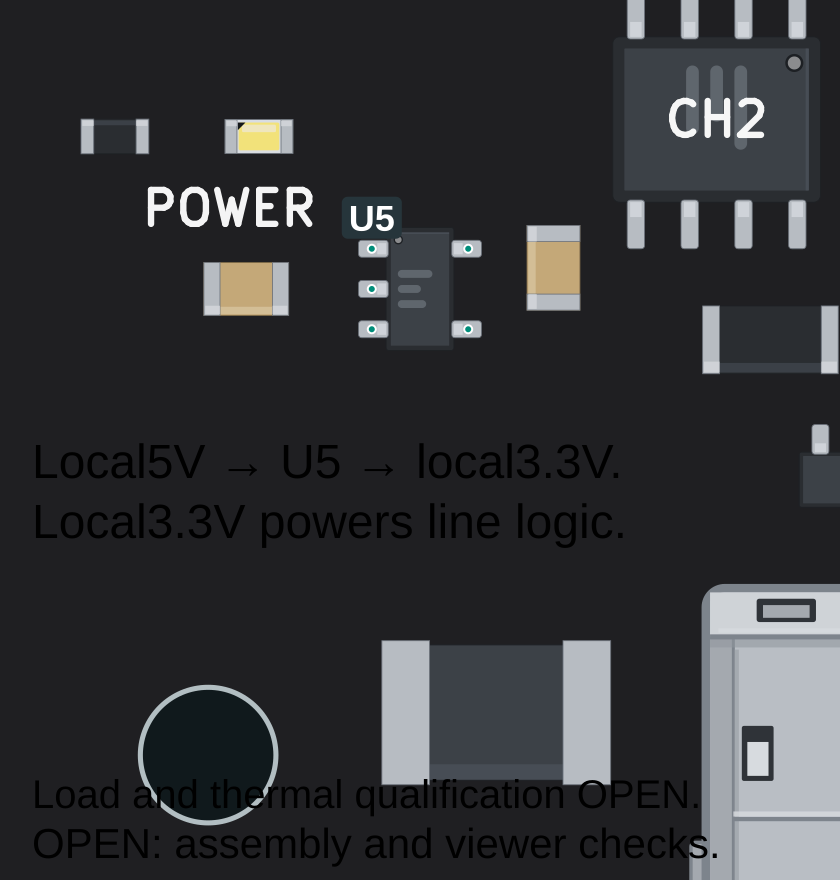 CH2
POWER
U5
Local5V → U5 → local3.3V.
Local3.3V powers line logic.
Load and thermal qualification OPEN.
OPEN: assembly and viewer checks.